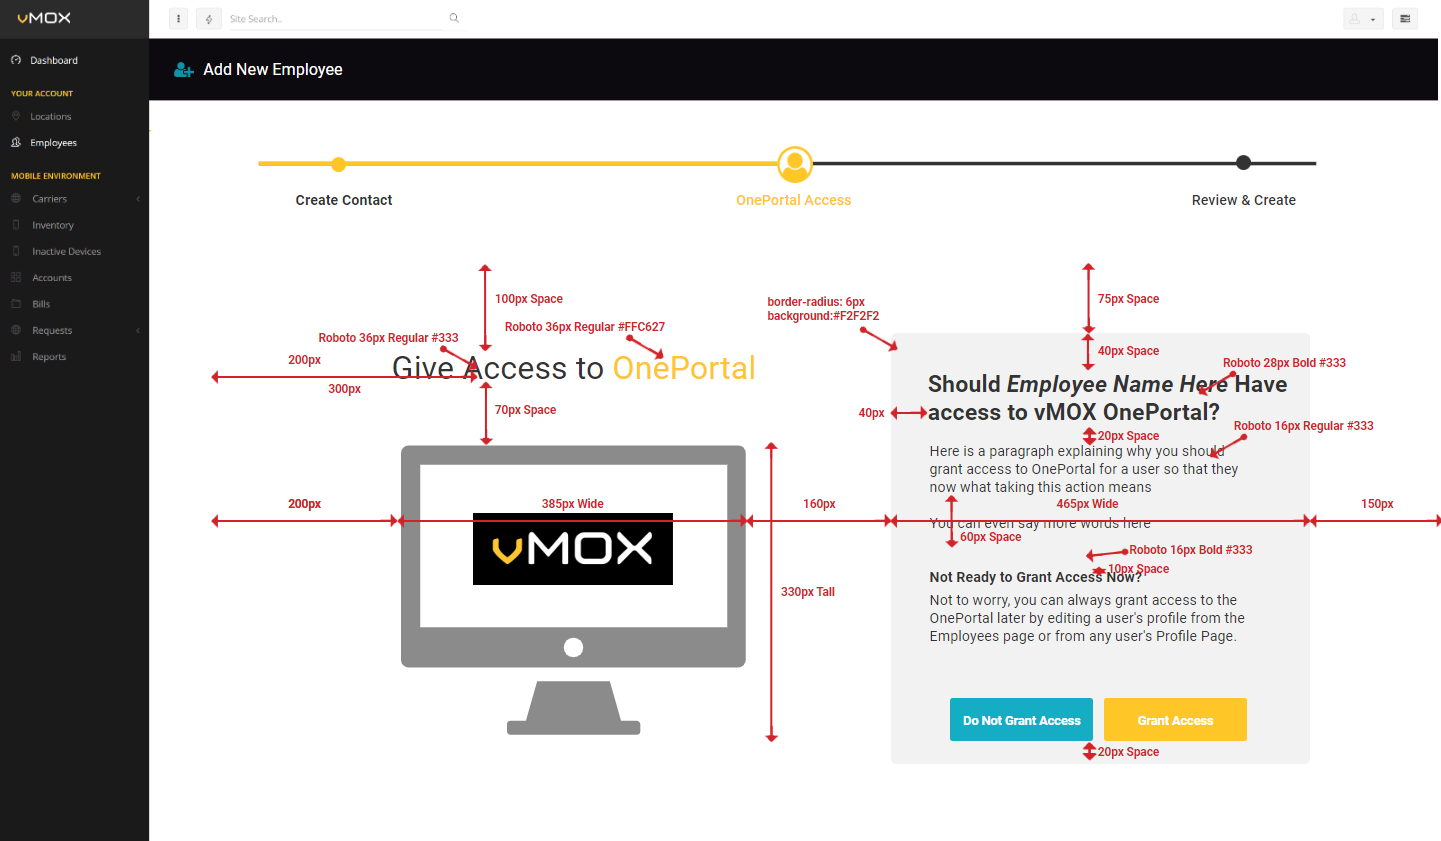 vMOX
Site Search..
Dashboard
Add New Employee
YOUR ACCOUNT
Locations
Employees
MOBILE ENVIRONMENT
Carriers
Inventory
Inactive Devices
Accounts
Bills
Requests
Reports
Create Contact
OnePortal Access
Review & Create
100px Space
Roboto 36px Regular #333
Roboto 36px Regular #FFC627
200px
300px
Give Access to OnePortal
70px Space
200px
385px Wide
vMOX
330px Tall
160px
border-radius: 6px
background:#F2F2F2
75px Space
40px Space
Roboto 28px Bold #333
Should Employee Name Here Have
access to vMOX OnePortal?
40px
20px Space
Roboto 16px Regular #333
Here is a paragraph explaining why you should
grant access to OnePortal for a user so that they
now what taking this action means
465px Wide
150px
You can even say more words here
60px Space
Roboto 16px Bold #333
10px Space
Not Ready to Grant Access Now?
Not to worry, you can always grant access to the
OnePortal later by editing a user's profile from the
Employees page or from any user's Profile Page.
Do Not Grant Access
Grant Access
20px Space